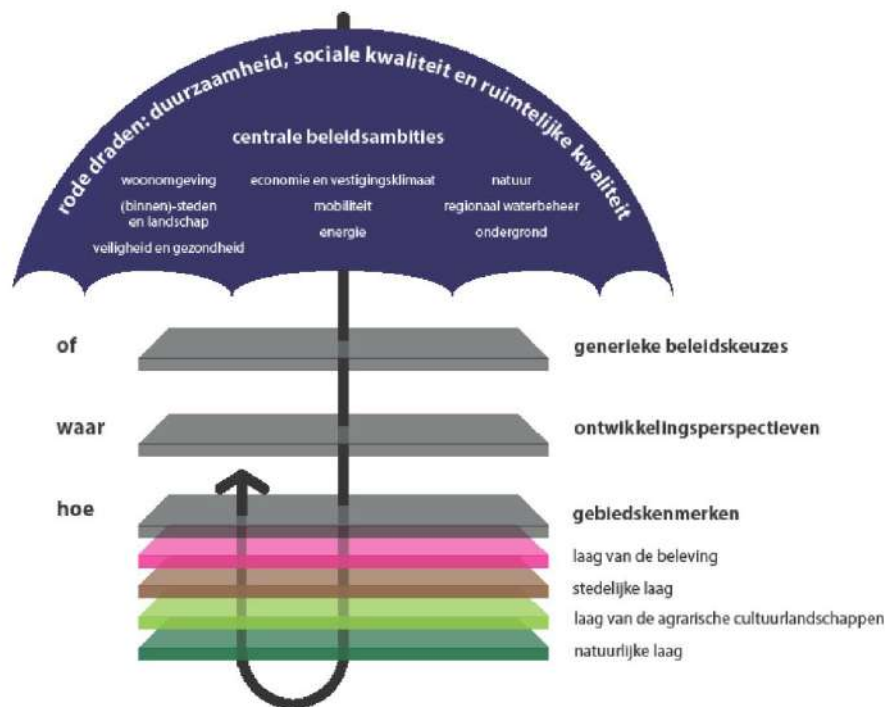 rode draden: duurzaamheid, sociale kwaliteit en ruimtelijke kwaliteit
centrale beleidsambities
woonomgeving
(binnen)-steden
en landschap
veiligheid en gezondheid
economie en vestigingsklimaat
mobiliteit
energie
natuur
regionaal waterbeheer
ondergrond
of
generieke beleidskeuzes
waar
ontwikkelingsperspectieven
hoe
gebiedskenmerken
laag van de beleving
stedelijke laag
laag van de agrarische cultuurlandschappen
natuurlijke laag